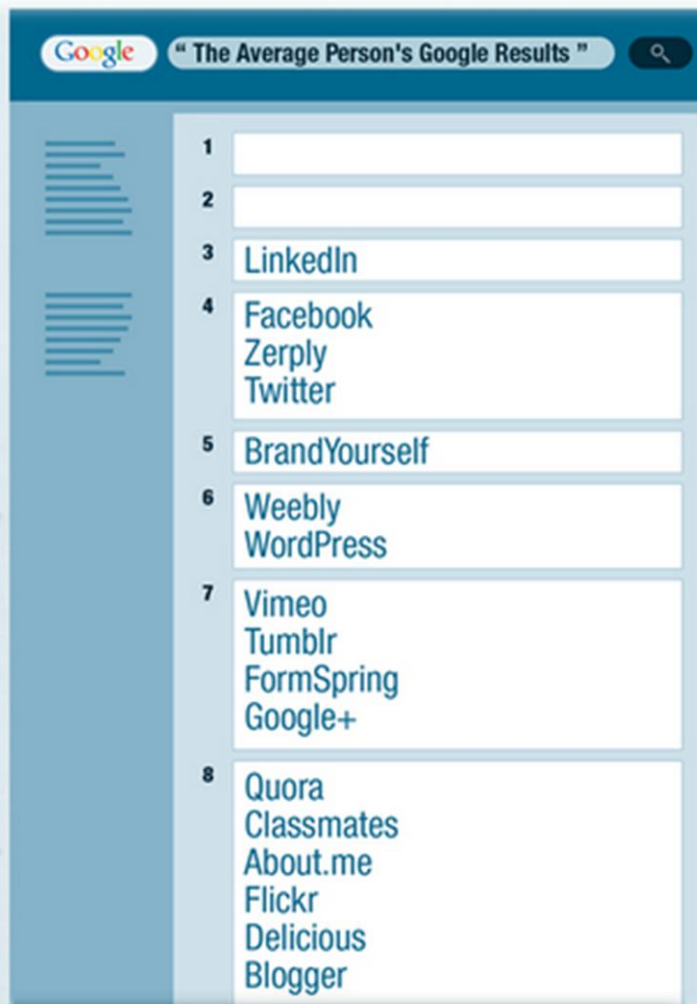 Google “ The Average Person's Google Results ”
1
2
3 LinkedIn
4 Facebook
Zerply
Twitter
5 BrandYourself
6 Weebly
WordPress
7 Vimeo
Tumblr
FormSpring
Google+
8 Quora
Classmates
About.me
Flickr
Delicious
Blogger